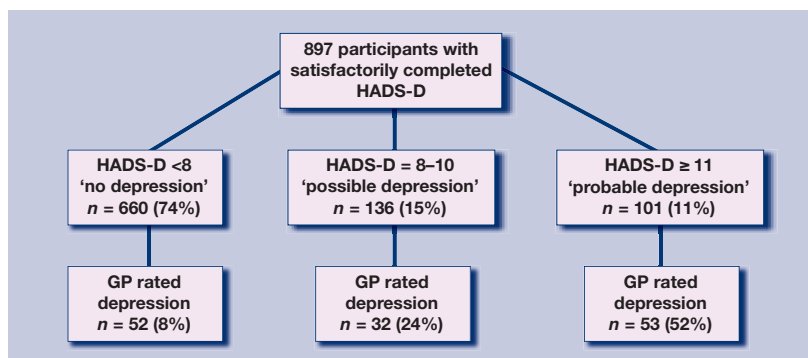 897 participants with
satisfactorily completed
HADS-D
HADS-D <8
‘no depression’
n = 660 (74%)
HADS-D = 8–10
‘possible depression’
n = 136 (15%)
HADS-D ≥ 11
‘probable depression’
n = 101 (11%)
GP rated
depression
n = 52 (8%)
GP rated
depression
n = 32 (24%)
GP rated
depression
n = 53 (52%)